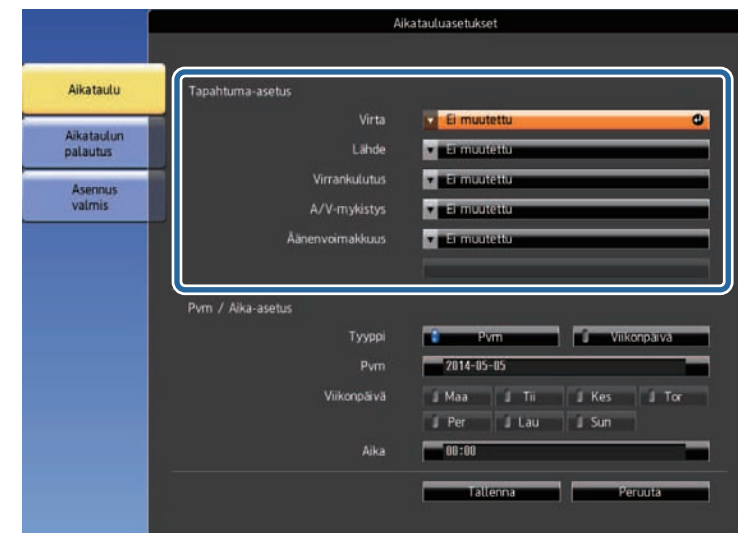 Aikatauluasetukset
Aikataulu
Aikataulun
palautus
Asennus
valmis
Tapahtuma-asetus
Virta Ei muutettu
Lähde Ei muutettu
Virrankulutus Ei muutettu
A/V-mykistys Ei muutettu
Äänenvoimakkuus Ei muutettu
Pvm / Aika-asetus
Tyyppi Pvm Viikonpäivä
Pvm 2014-05-05
Viikonpäivä Maa Tii Kes Tor
Per Lau Sun
Aika 00:00
Tallenna Peruuta